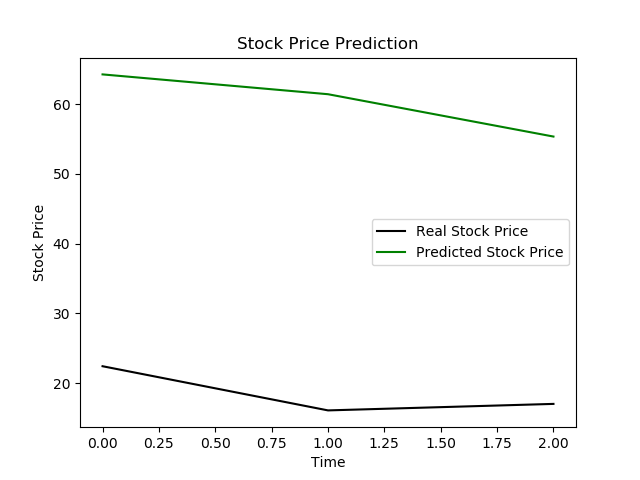 Stock Price Prediction
Stock Price
60
50
40
30
20
Real Stock Price
Predicted Stock Price
0.00 0.25 0.50 0.75 1.00 1.25 1.50 1.75 2.00
Time